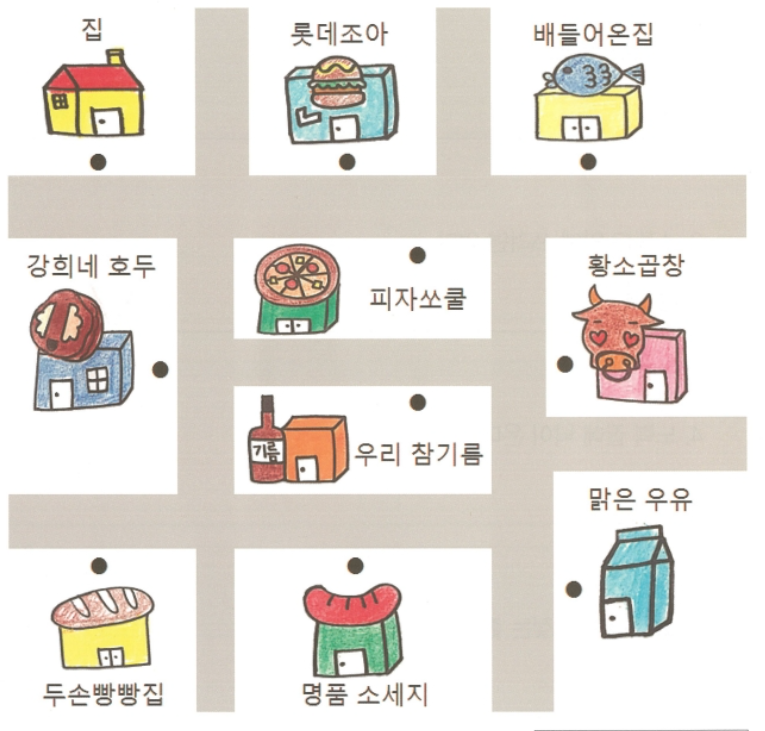 집
롯데조아
배들어온집
강희네 호두
피자쏘쿨
황소곱창
기름
우리 참기름
맑은 우유
두손빵빵집
명품 소세지